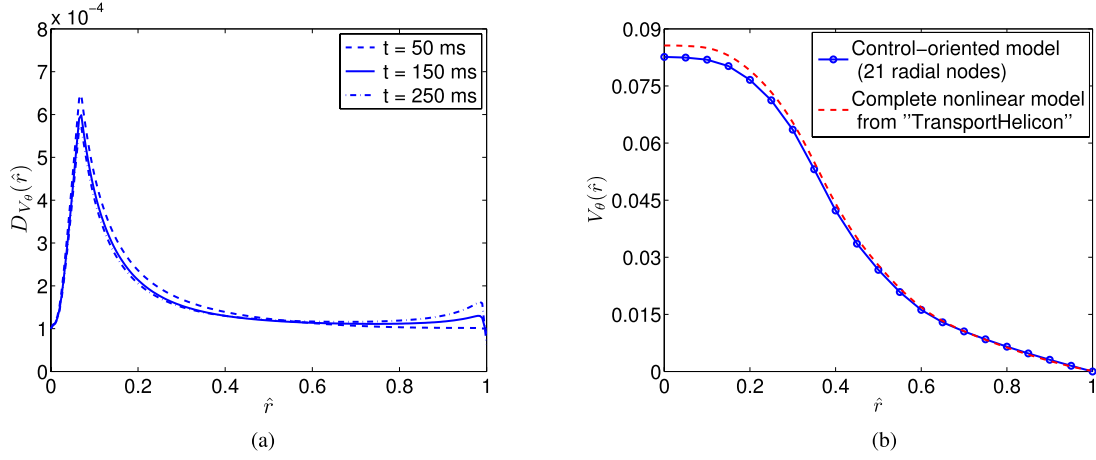 x 10⁻⁴
8
7
6
5
4
3
2
1
0
0
0.2
0.4
0.6
0.8
1
D_{V_θ}(r̂)
r̂
t = 50 ms
t = 150 ms
t = 250 ms
(a)
0.09
0.075
0.06
0.045
0.03
0.015
0
0
0.2
0.4
0.6
0.8
1
V_θ(r̂)
r̂
Control−oriented model
(21 radial nodes)
Complete nonlinear model
from ''TransportHelicon''
(b)